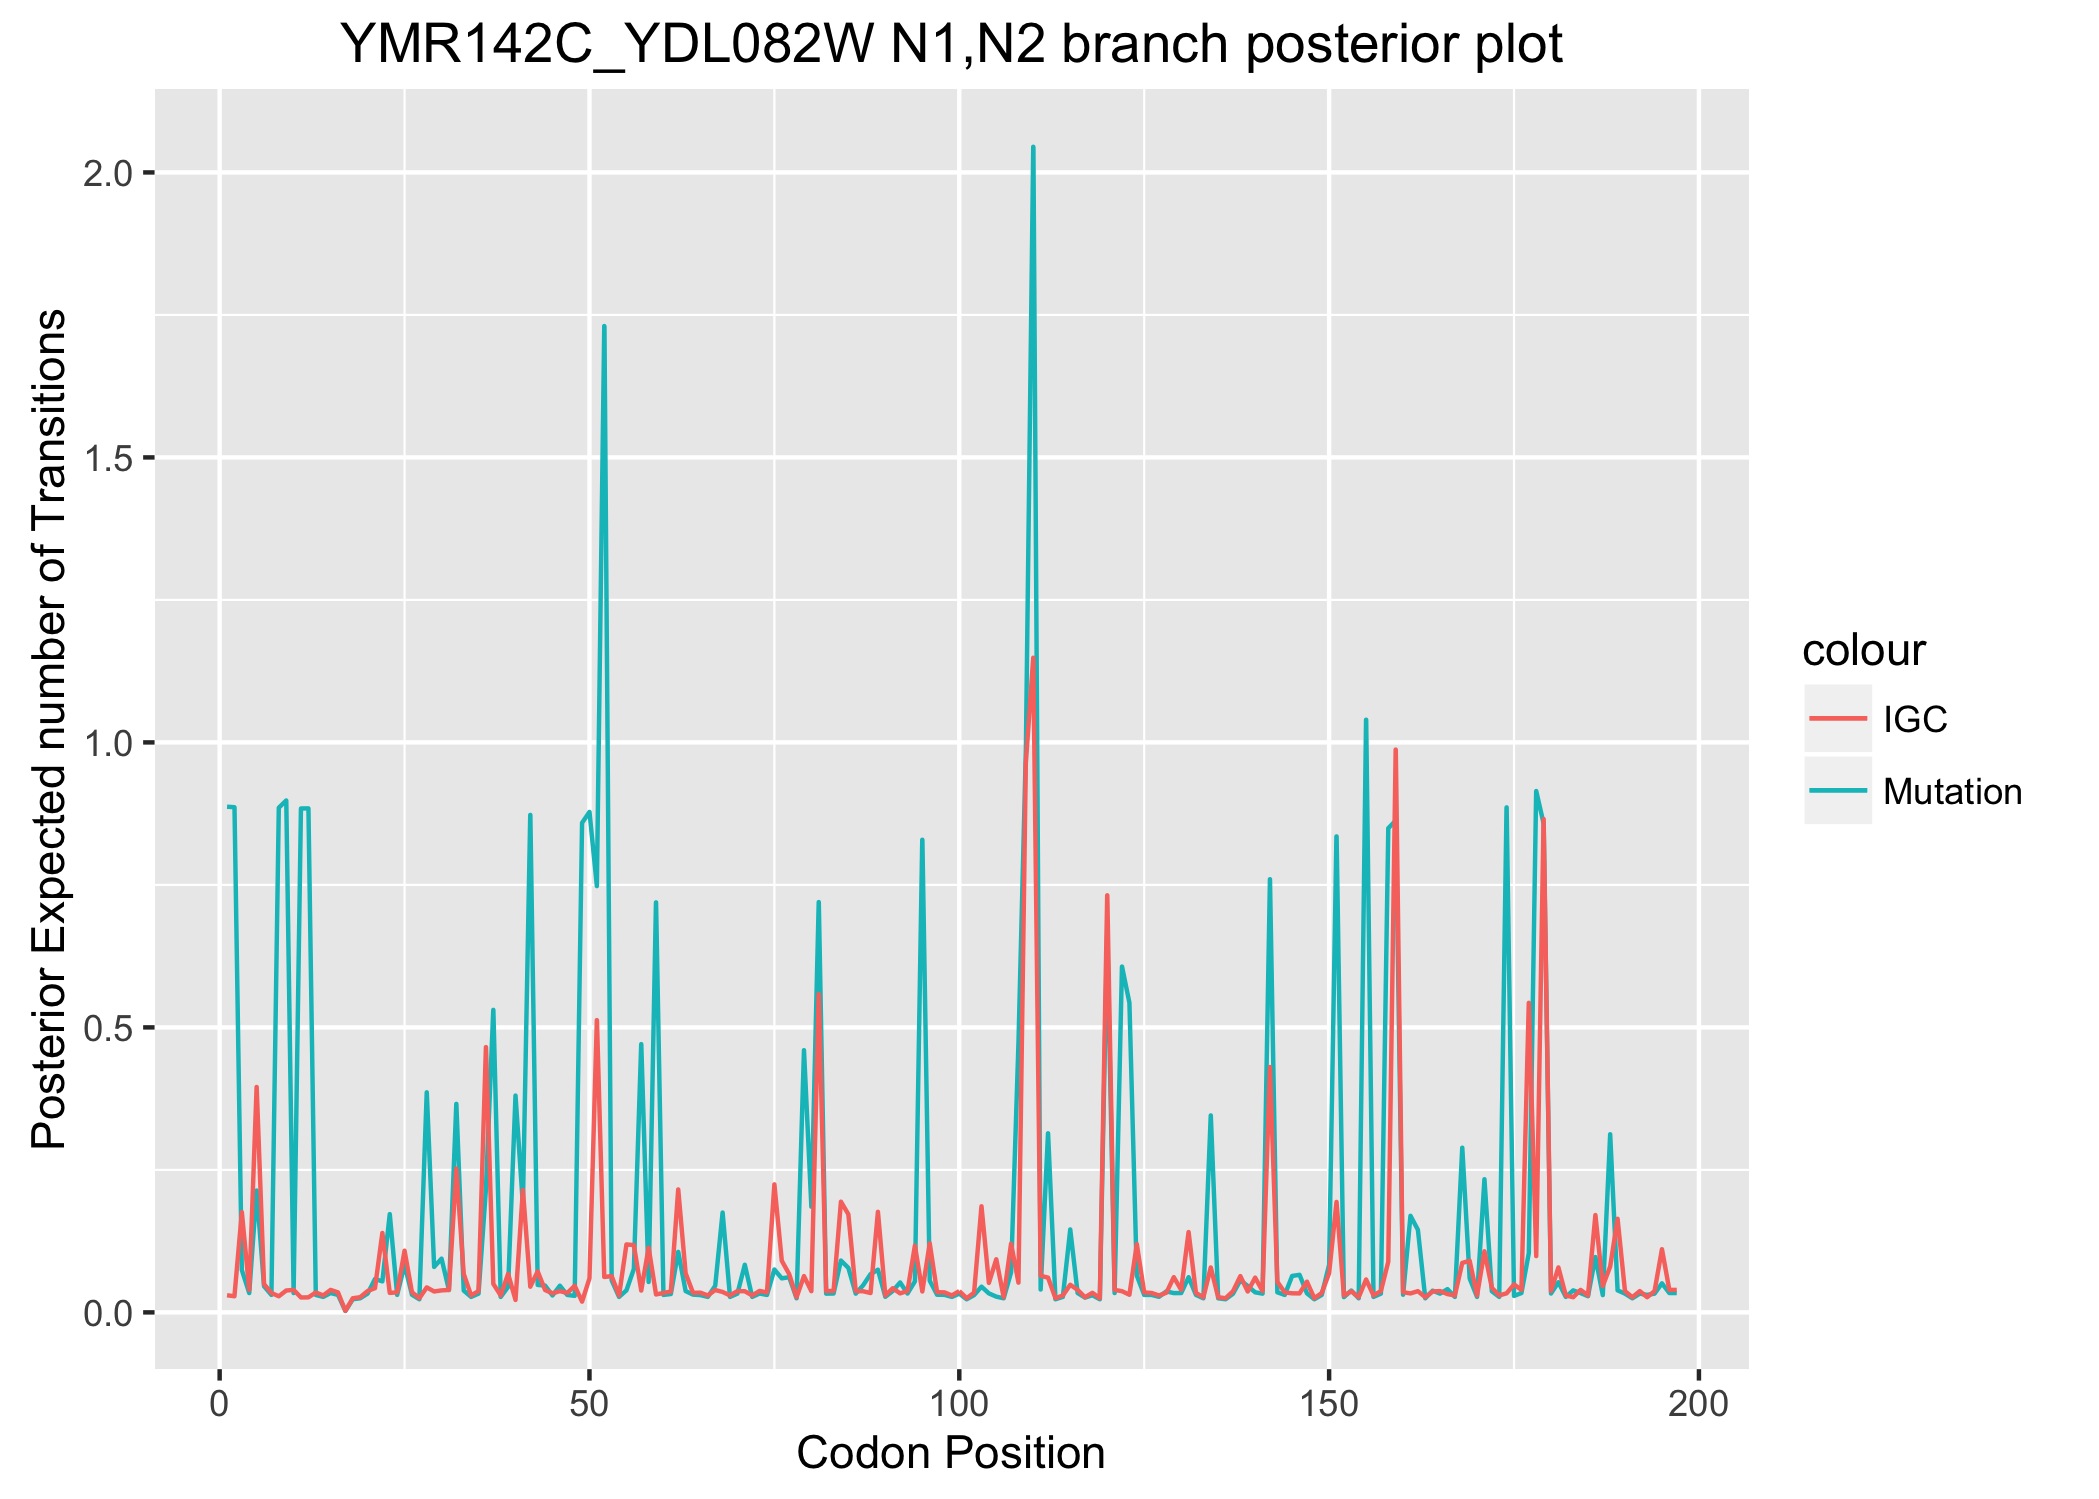 YMR142C_YDL082W N1,N2 branch posterior plot
Posterior Expected number of Transitions
2.0
1.5
1.0
0.5
0.0
0
50
100
150
200
Codon Position
colour
IGC
Mutation